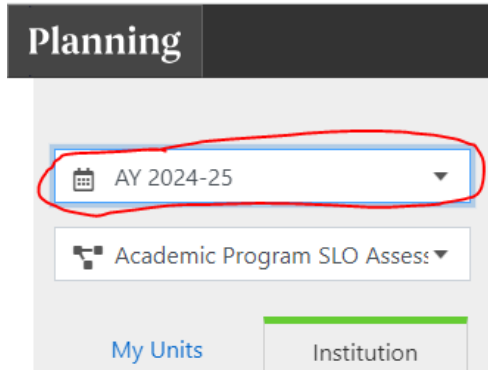 Planning
AY 2024-25
Academic Program SLO Assess
My Units
Institution